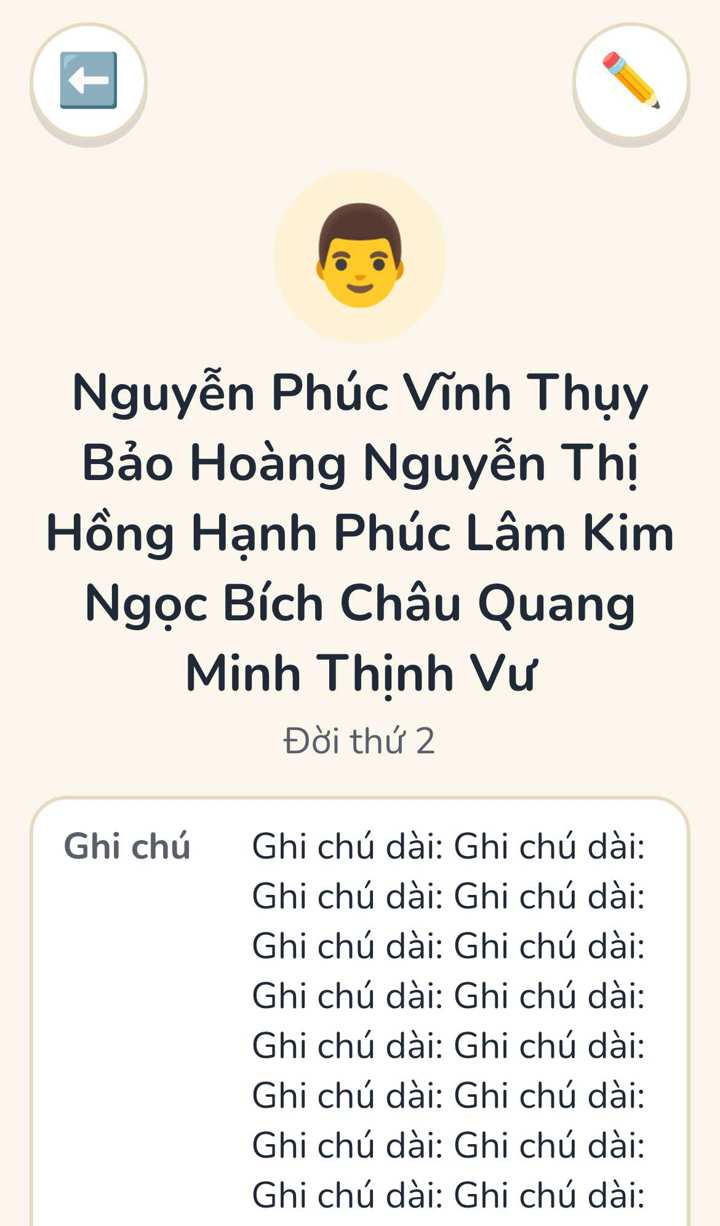 Nguyễn Phúc Vĩnh Thụy
Bảo Hoàng Nguyễn Thị
Hồng Hạnh Phúc Lâm Kim
Ngọc Bích Châu Quang
Minh Thịnh Vư
Đời thứ 2
Ghi chú
Ghi chú dài: Ghi chú dài:
Ghi chú dài: Ghi chú dài:
Ghi chú dài: Ghi chú dài:
Ghi chú dài: Ghi chú dài:
Ghi chú dài: Ghi chú dài:
Ghi chú dài: Ghi chú dài:
Ghi chú dài: Ghi chú dài:
Ghi chú dài: Ghi chú dài: